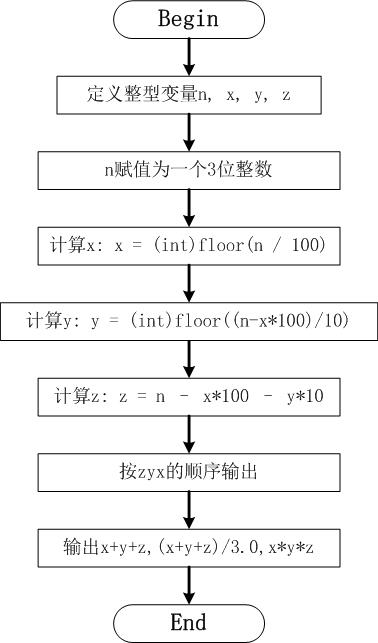 Begin
定义整型变量n, x, y, z
n赋值为一个3位整数
计算x: x = (int)floor(n / 100)
计算y: y = (int)floor((n-x*100)/10)
计算z: z = n - x*100 - y*10
按zyx的顺序输出
输出x+y+z,(x+y+z)/3.0,x*y*z
End